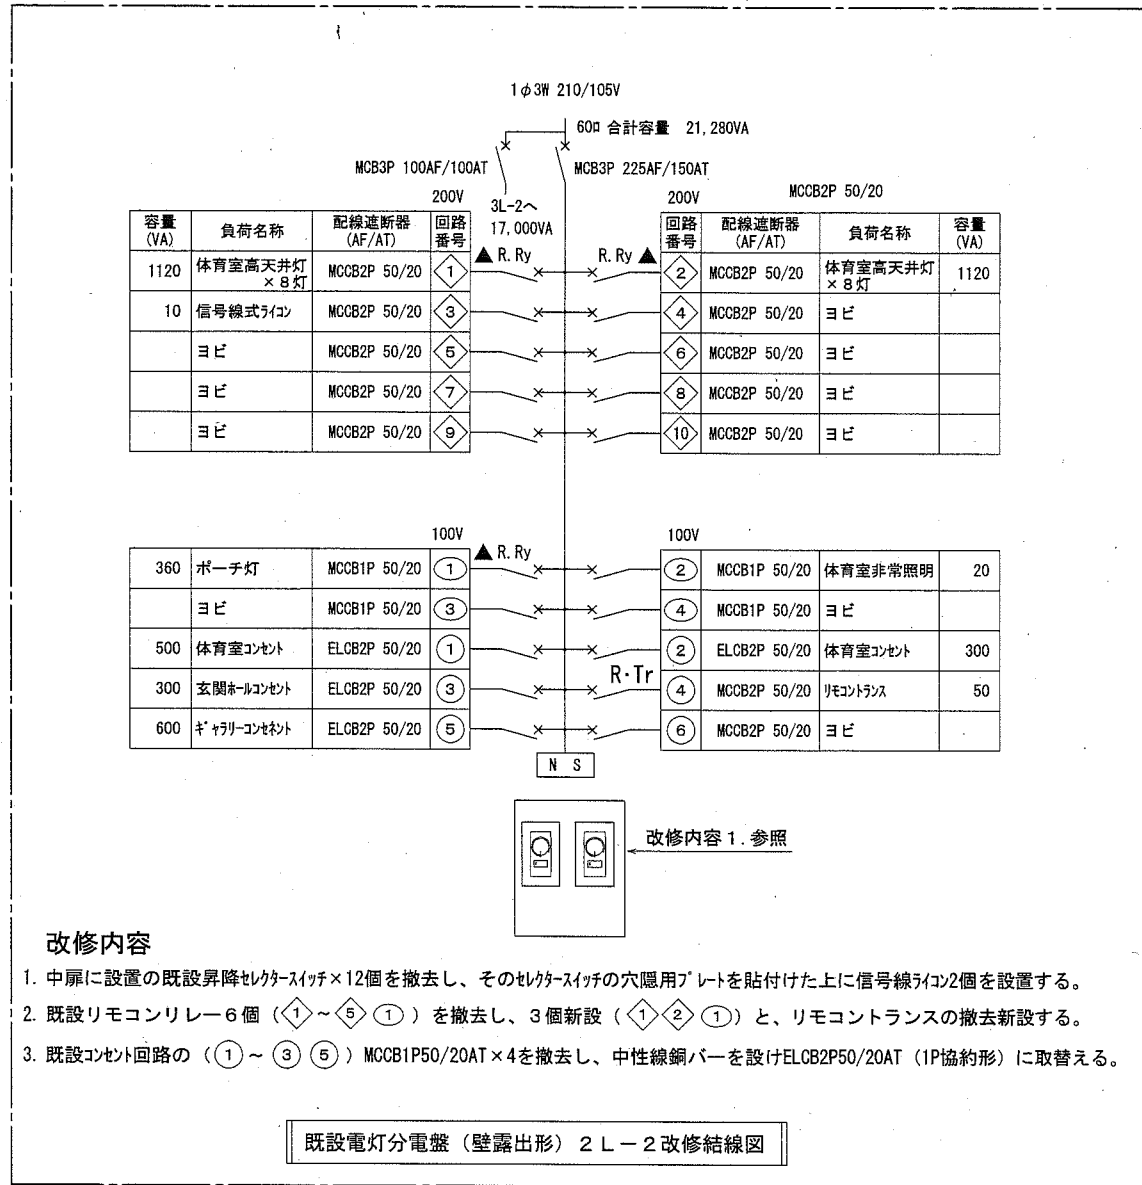 1φ3W 210/105V
60□ 合計容量 21,280VA
MCB3P 100AF/100AT
MCB3P 225AF/150AT
3L-2へ
17,000VA
200V
200V
MCCB2P 50/20
容量(VA) 負荷名称 配線遮断器(AF/AT) 回路番号
回路番号 配線遮断器(AF/AT) 負荷名称 容量(VA)
1120 体育室高天井灯×8灯 MCCB2P 50/20 1 ▲R.Ry
R.Ry▲ 2 MCCB2P 50/20 体育室高天井灯×8灯 1120
10 信号線式ライコン MCCB2P 50/20 3
4 MCCB2P 50/20 ヨビ
ヨビ MCCB2P 50/20 5
6 MCCB2P 50/20 ヨビ
ヨビ MCCB2P 50/20 7
8 MCCB2P 50/20 ヨビ
ヨビ MCCB2P 50/20 9
10 MCCB2P 50/20 ヨビ
100V
100V
360 ポーチ灯 MCCB1P 50/20 1 ▲R.Ry
2 MCCB1P 50/20 体育室非常照明 20
ヨビ MCCB1P 50/20 3
4 MCCB1P 50/20 ヨビ
500 体育室コンセント ELCB2P 50/20 1
2 ELCB2P 50/20 体育室コンセント 300
300 玄関ホールコンセント ELCB2P 50/20 3
R・Tr 4 MCCB2P 50/20 リモコントランス 50
600 ギャラリーコンセネント ELCB2P 50/20 5
6 MCCB2P 50/20 ヨビ
N S
改修内容1.参照
改修内容
1. 中扉に設置の既設昇降セレクタースイッチ×12個を撤去し、そのセレクタースイッチの穴隠用プレートを貼付けた上に信号線ライコン2個を設置する。
2. 既設リモコンリレー6個(◇1~◇5 ①)を撤去し、3個新設(◇1◇2 ①)と、リモコントランスの撤去新設する。
3. 既設コンセント回路の(①~③⑤)MCCB1P50/20AT×4を撤去し、中性線銅バーを設けELCB2P50/20AT(1P協約形)に取替える。
既設電灯分電盤(壁露出形)2L-2改修結線図